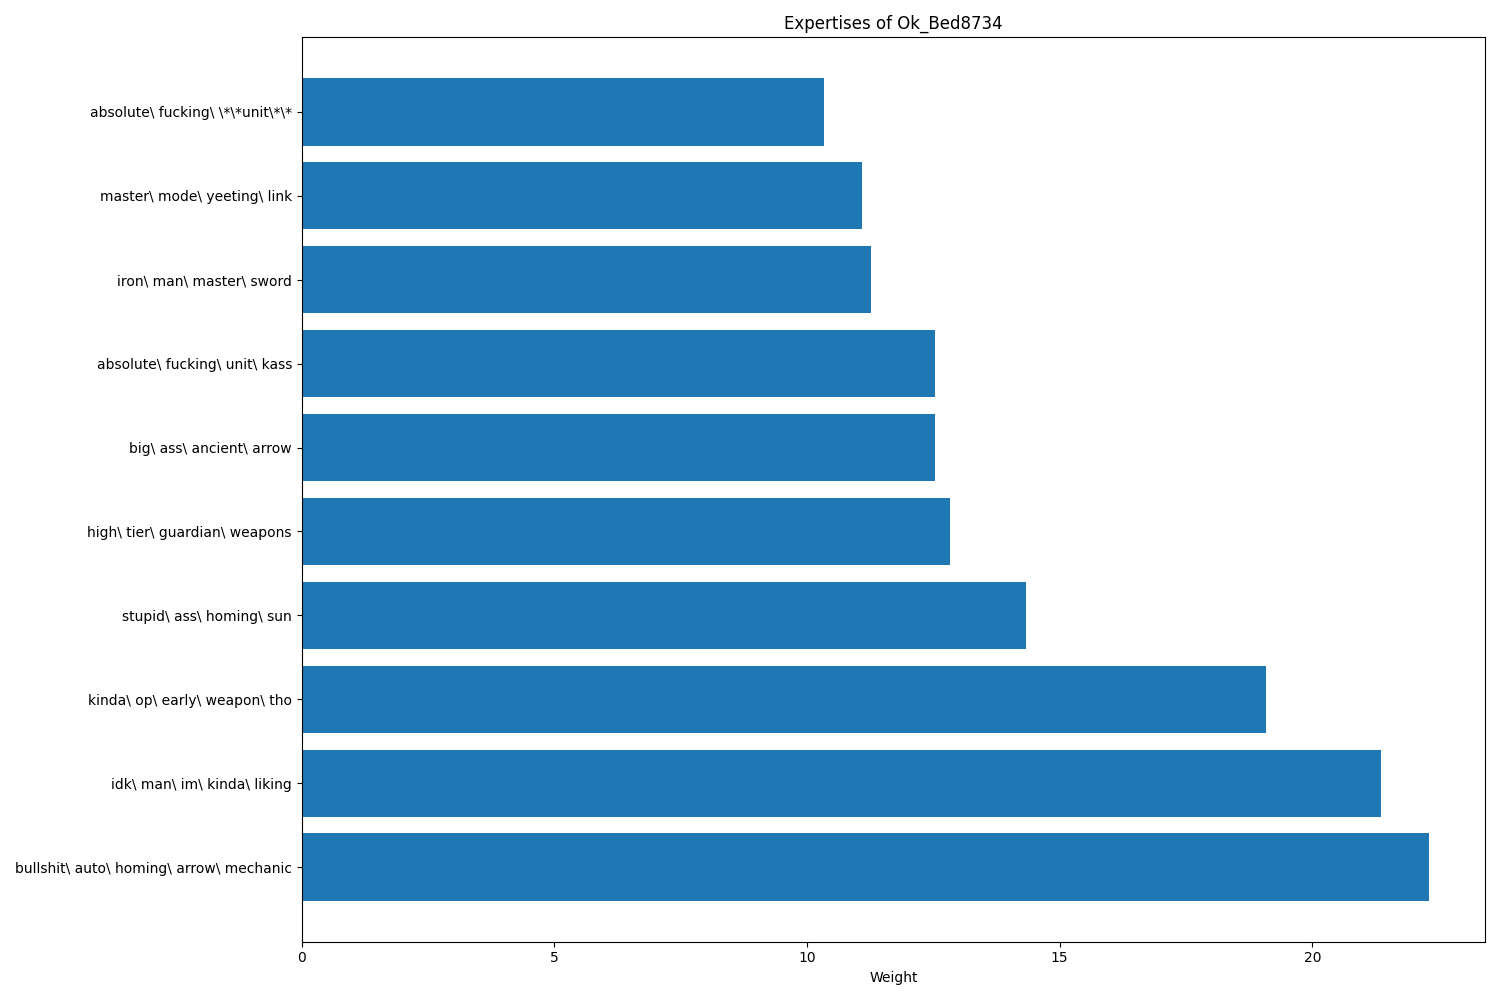 Expertises of Ok_Bed8734
absolute\ fucking\ \*\*unit\*\*
master\ mode\ yeeting\ link
iron\ man\ master\ sword
absolute\ fucking\ unit\ kass
big\ ass\ ancient\ arrow
high\ tier\ guardian\ weapons
stupid\ ass\ homing\ sun
kinda\ op\ early\ weapon\ tho
idk\ man\ im\ kinda\ liking
bullshit\ auto\ homing\ arrow\ mechanic
0 5 10 15 20
Weight